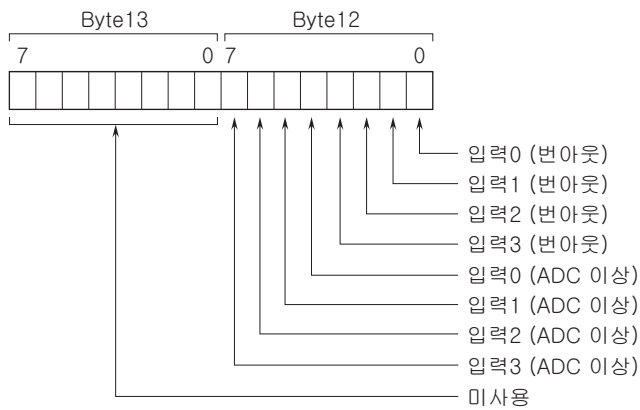 Byte13 Byte12
7 0 7 0
입력0 (번아웃)
입력1 (번아웃)
입력2 (번아웃)
입력3 (번아웃)
입력0 (ADC 이상)
입력1 (ADC 이상)
입력2 (ADC 이상)
입력3 (ADC 이상)
미사용